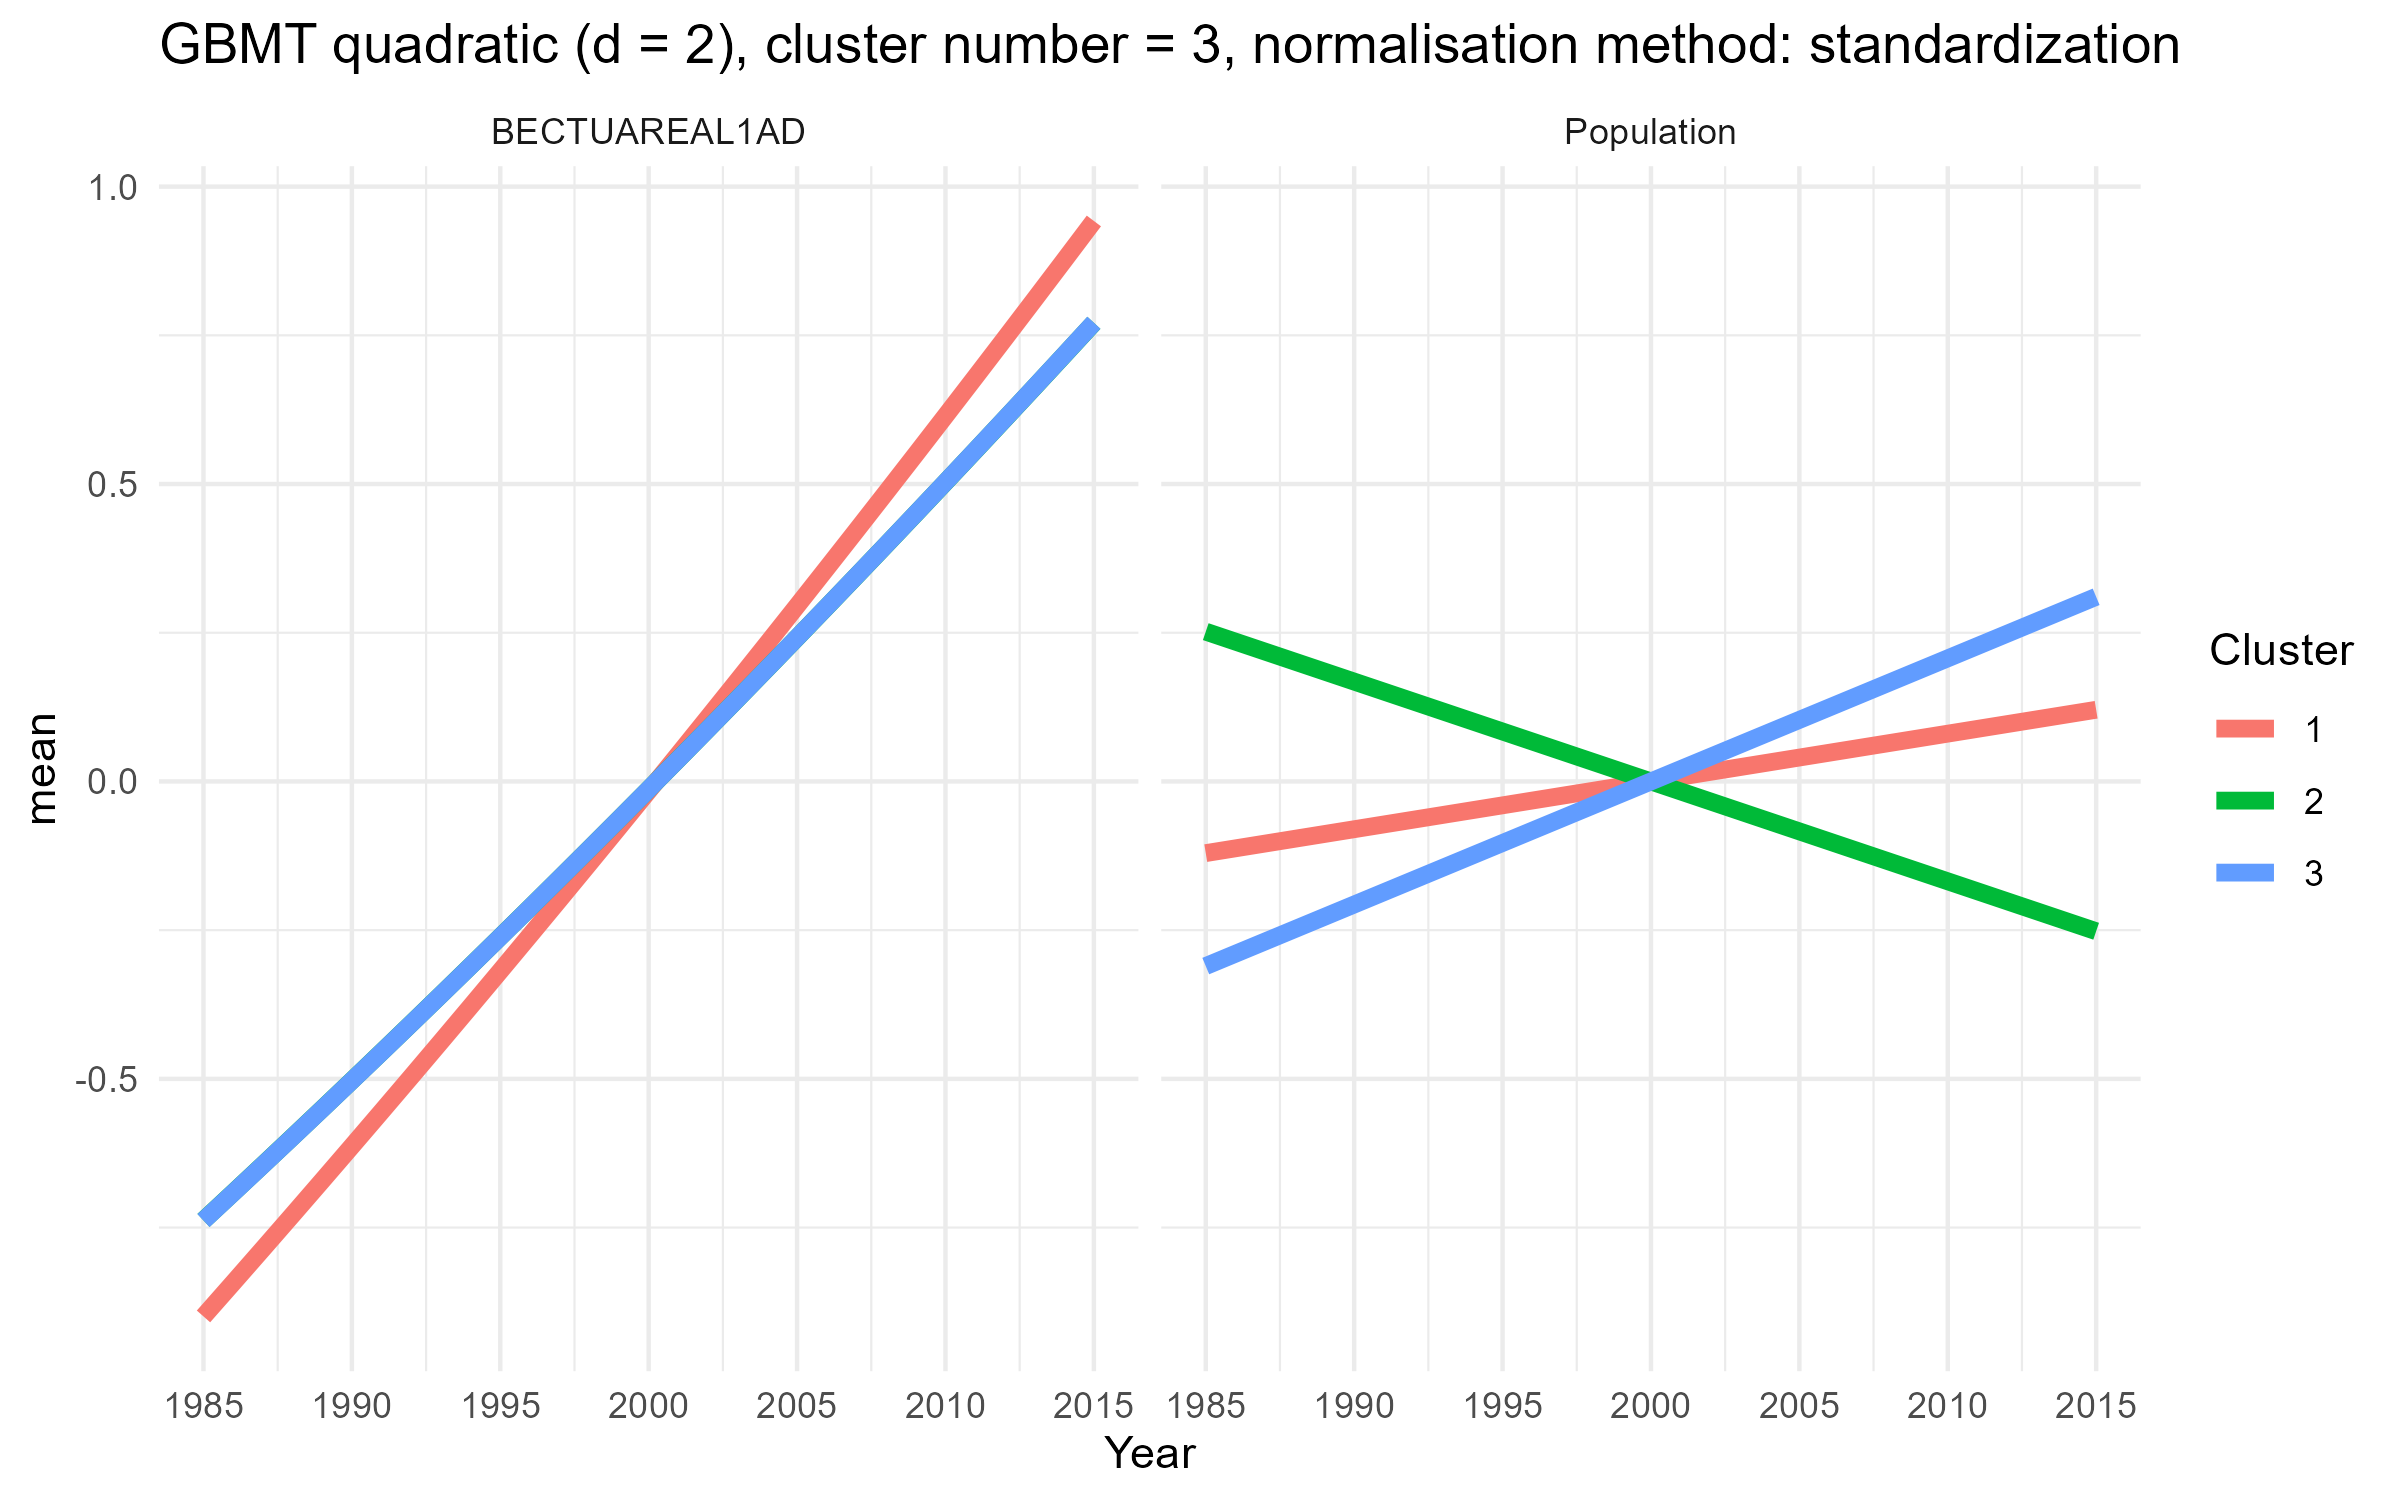 GBMT quadratic (d = 2), cluster number = 3, normalisation method: standardization
BECTUAREAL1AD
Population
1.0
0.5
0.0
-0.5
mean
1985 1990 1995 2000 2005 2010 2015
1985 1990 1995 2000 2005 2010 2015
Year
Cluster
1
2
3